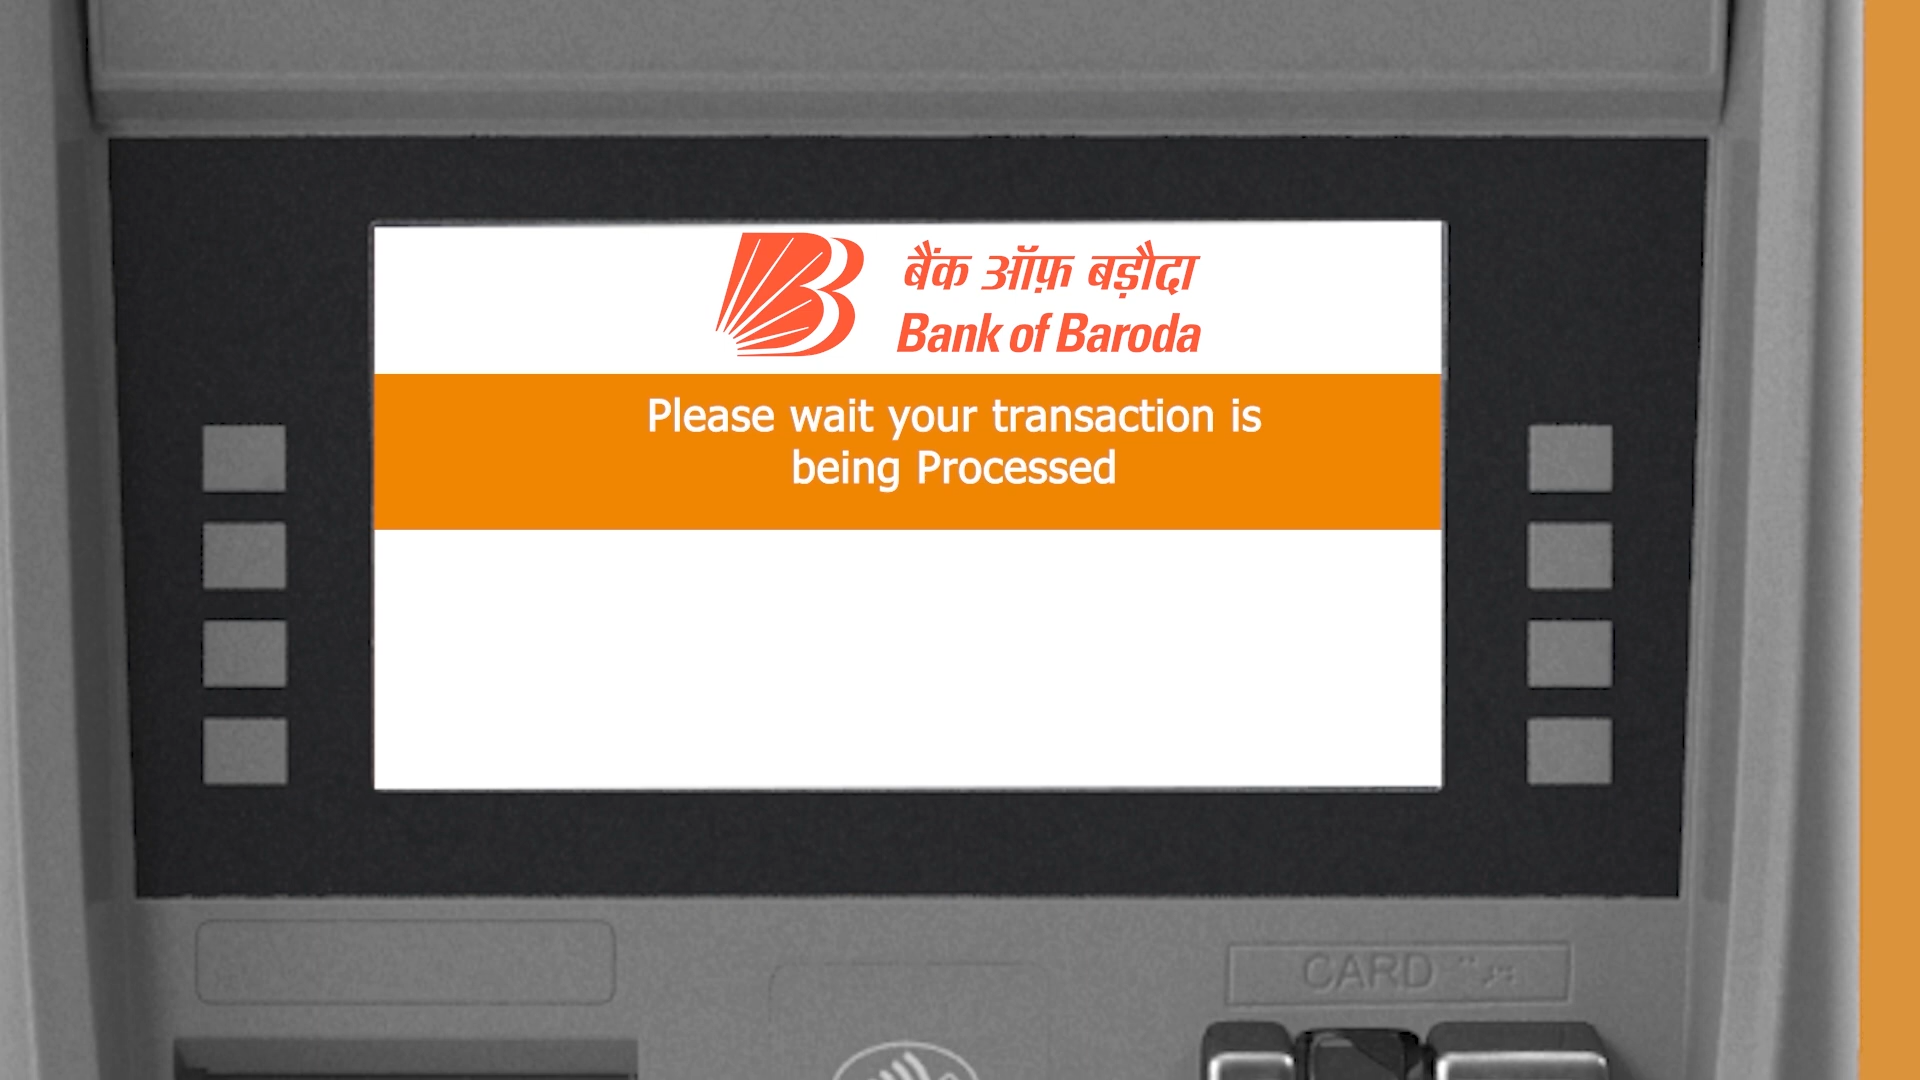 बैंक ऑफ़ बड़ौदा
Bank of Baroda
Please wait your transaction is
being Processed
CARD